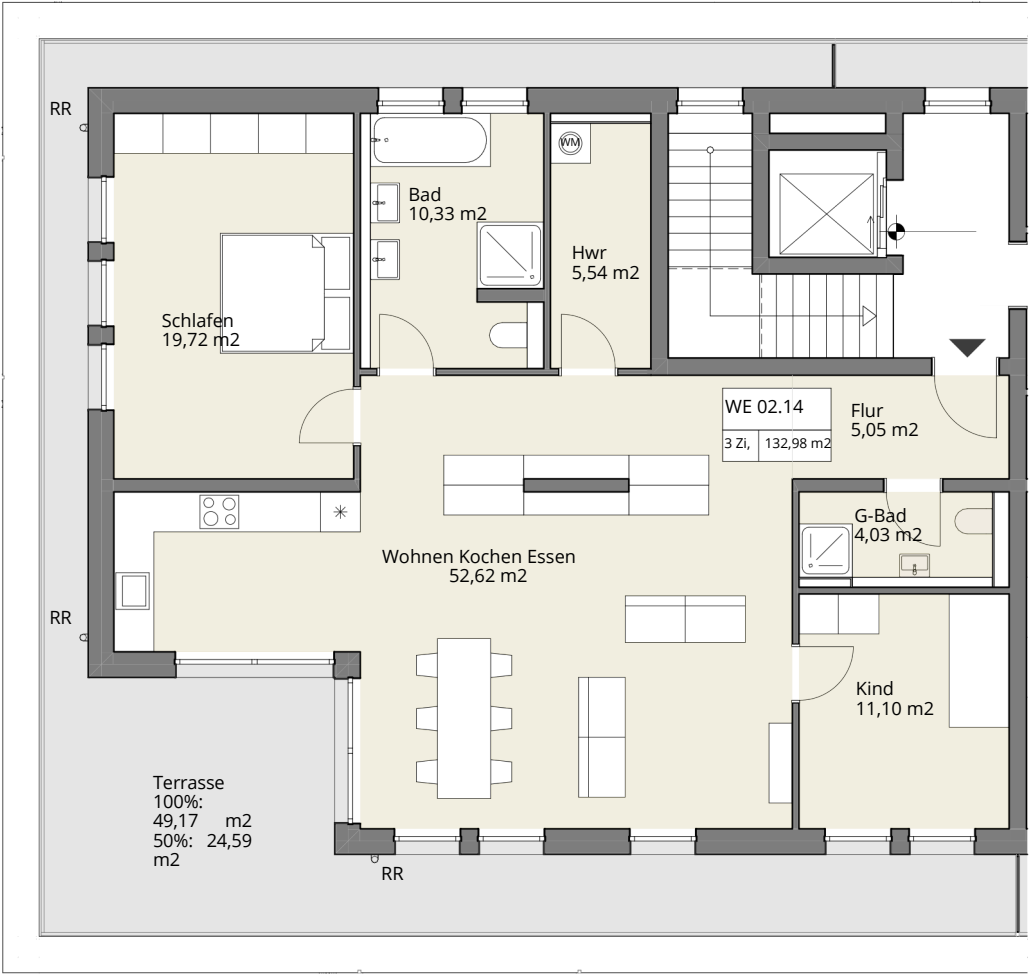 RR
WM
Bad
10,33 m2
Hwr
5,54 m2
Schlafen
19,72 m2
WE 02.14
3 Zi, 132,98 m2
Flur
5,05 m2
G-Bad
4,03 m2
Wohnen Kochen Essen
52,62 m2
RR
Kind
11,10 m2
Terrasse
100%:
49,17 m2
50%: 24,59
m2
RR